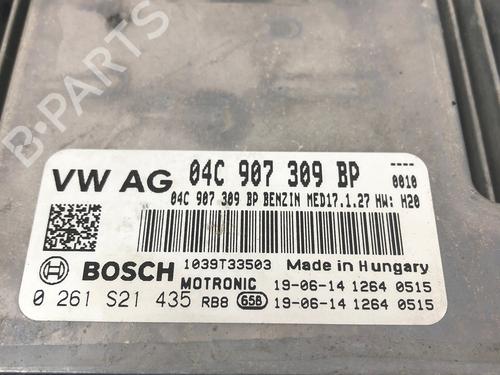 B-PARTS
VW AG 04C 907 309 BP ----
0010
04C 907 309 BP BENZIN MED17.1.27 HW: H20
BOSCH 1039T33503 Made in Hungary
MOTRONIC 19-06-14 1264 0515
0 261 S21 435 RB8 658 19-06-14 1264 0515